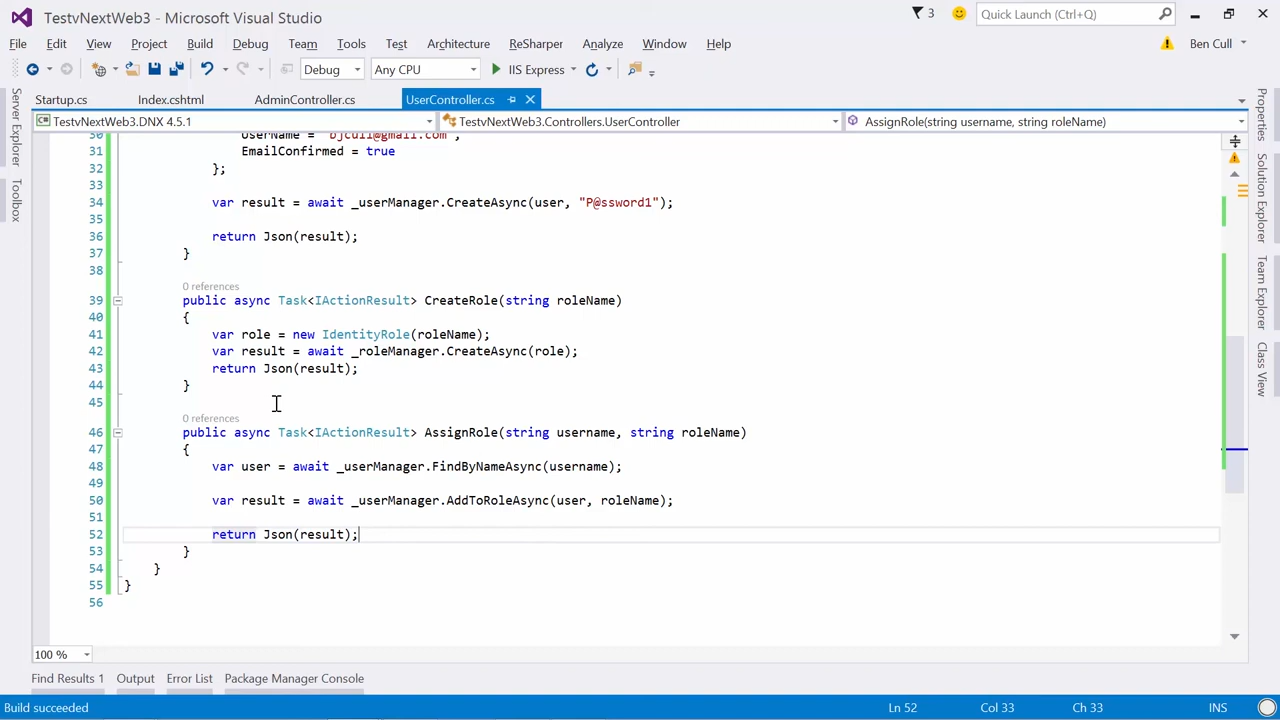 TestvNextWeb3 - Microsoft Visual Studio
3
Quick Launch (Ctrl+Q)
File Edit View Project Build Debug Team Tools Test Architecture ReSharper Analyze Window Help
Ben Cull
Debug Any CPU IIS Express
Startup.cs Index.cshtml AdminController.cs UserController.cs
TestvNextWeb3.DNX 4.5.1 TestvNextWeb3.Controllers.UserController AssignRole(string username, string roleName)
Server Explorer
Toolbox
30 UserName = "bjcull@gmail.com",
31 EmailConfirmed = true
32 };
33
34 var result = await _userManager.CreateAsync(user, "P@ssword1");
35
36 return Json(result);
37 }
38
0 references
39 public async Task<IActionResult> CreateRole(string roleName)
40 {
41 var role = new IdentityRole(roleName);
42 var result = await _roleManager.CreateAsync(role);
43 return Json(result);
44 }
45
0 references
46 public async Task<IActionResult> AssignRole(string username, string roleName)
47 {
48 var user = await _userManager.FindByNameAsync(username);
49
50 var result = await _userManager.AddToRoleAsync(user, roleName);
51
52 return Json(result);
53 }
54 }
55 }
56
Properties
Solution Explorer
Team Explorer
Class View
100 %
Find Results 1 Output Error List Package Manager Console
Build succeeded Ln 52 Col 33 Ch 33 INS